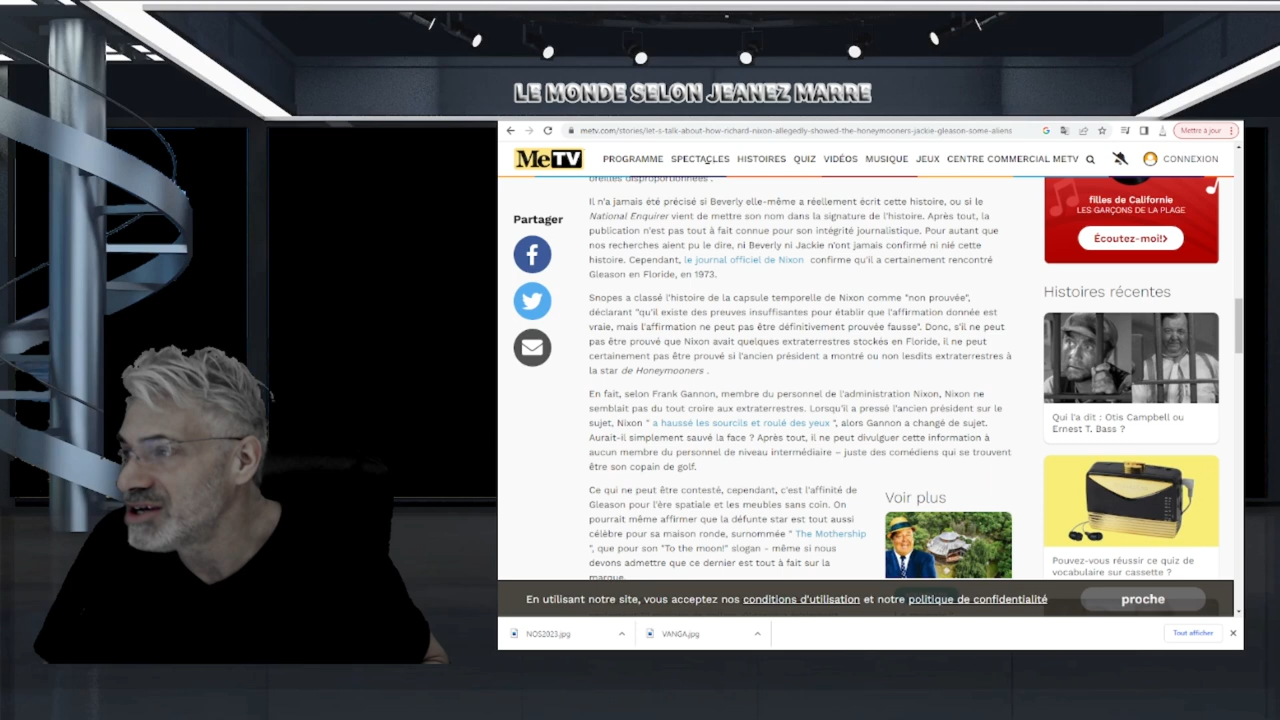 LE MONDE SELON JEANEZ MARRE
metv.com/stories/let-s-talk-about-how-richard-nixon-allegedly-showed-the-honeymooners-jackie-gleason-some-aliens
Mettre à jour
MeTV
PROGRAMME SPECTACLES HISTOIRES QUIZ VIDÉOS MUSIQUE JEUX CENTRE COMMERCIAL METV
CONNEXION
oreilles disproportionnées .
Partager
Il n'a jamais été précisé si Beverly elle-même a réellement écrit cette histoire, ou si le
National Enquirer vient de mettre son nom dans la signature de l'histoire. Après tout, la
publication n'est pas tout à fait connue pour son intégrité journalistique. Pour autant que
nos recherches aient pu le dire, ni Beverly ni Jackie n'ont jamais confirmé ni nié cette
histoire. Cependant, le journal officiel de Nixon confirme qu'il a certainement rencontré
Gleason en Floride, en 1973.
Snopes a classé l'histoire de la capsule temporelle de Nixon comme "non prouvée",
déclarant "qu'il existe des preuves insuffisantes pour établir que l'affirmation donnée est
vraie, mais l'affirmation ne peut pas être définitivement prouvée fausse". Donc, s'il ne peut
pas être prouvé que Nixon avait quelques extraterrestres stockés en Floride, il ne peut
certainement pas être prouvé si l'ancien président a montré ou non lesdits extraterrestres à
la star de Honeymooners .
En fait, selon Frank Gannon, membre du personnel de l'administration Nixon, Nixon ne
semblait pas du tout croire aux extraterrestres. Lorsqu'il a pressé l'ancien président sur le
sujet, Nixon " a haussé les sourcils et roulé des yeux ", alors Gannon a changé de sujet.
Aurait-il simplement sauvé la face ? Après tout, il ne peut divulguer cette information à
aucun membre du personnel de niveau intermédiaire – juste des comédiens qui se trouvent
être son copain de golf.
Ce qui ne peut être contesté, cependant, c'est l'affinité de
Gleason pour l'ère spatiale et les meubles sans coin. On
pourrait même affirmer que la défunte star est tout aussi
célèbre pour sa maison ronde, surnommée " The Mothership
", que pour son "To the moon!" slogan - même si nous
devons admettre que ce dernier est tout à fait sur la
marque.
Voir plus
filles de Californie
LES GARÇONS DE LA PLAGE
Écoutez-moi!
Histoires récentes
Qui l'a dit : Otis Campbell ou
Ernest T. Bass ?
Pouvez-vous réussir ce quiz de
vocabulaire sur cassette ?
En utilisant notre site, vous acceptez nos conditions d'utilisation et notre politique de confidentialité
proche
NOS2023.jpg
VANGA.jpg
Tout afficher